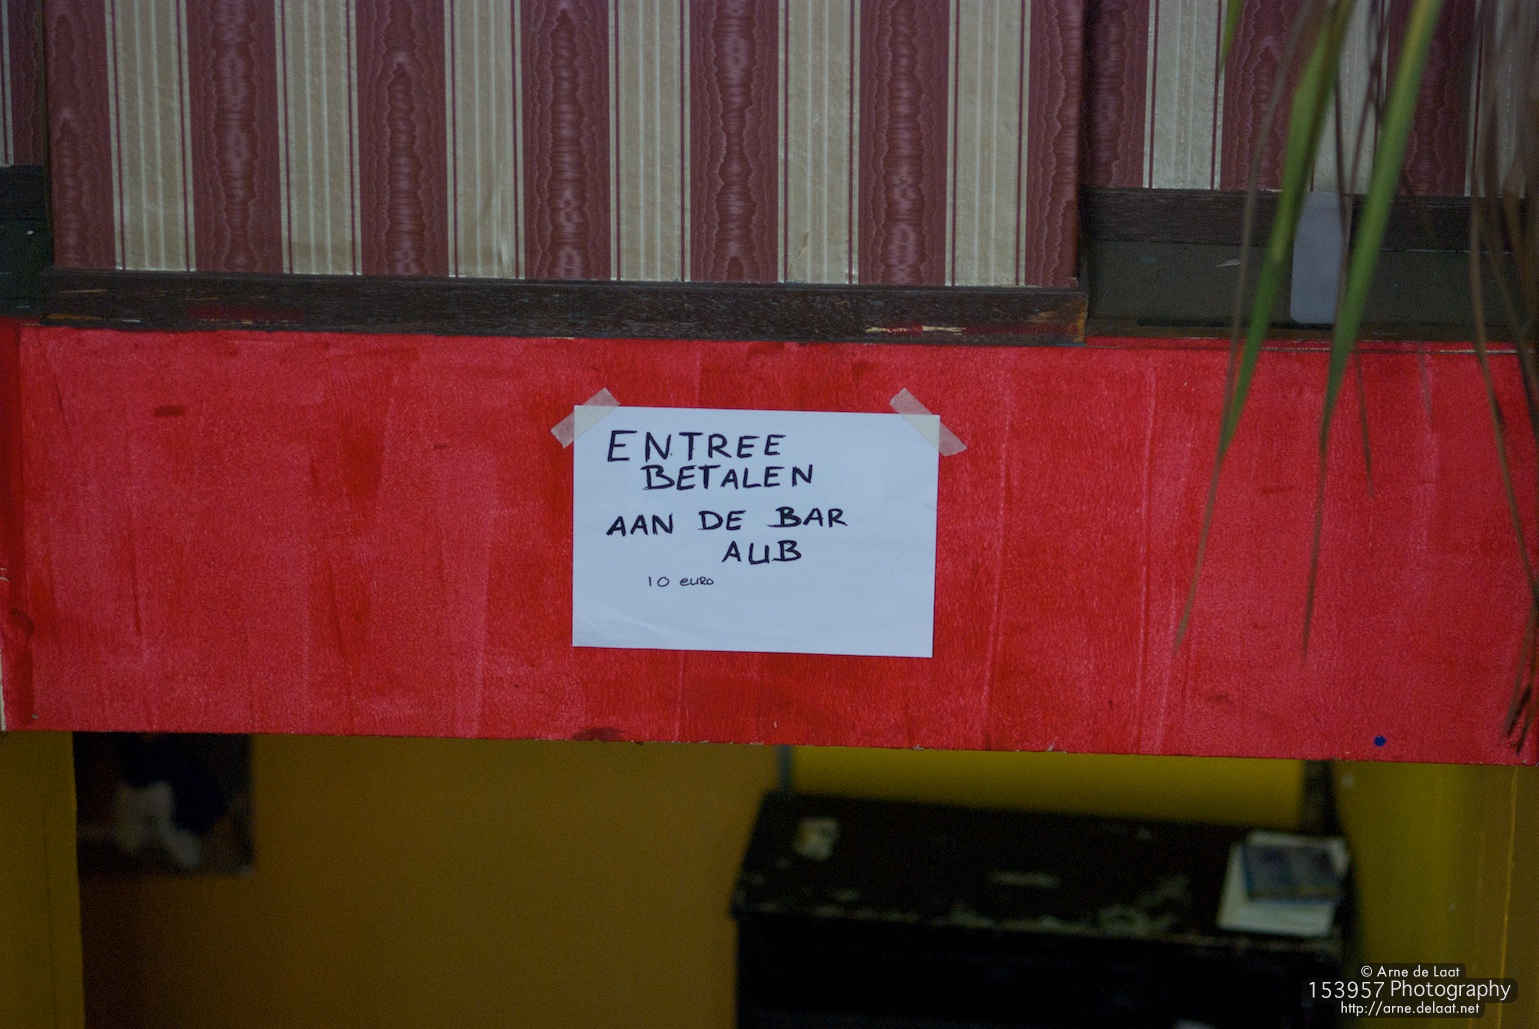 ENTREE
BETALEN
AAN DE BAR
AUB
10 euro
© Arne de Laat
153957 Photography
http://arne.delaat.net